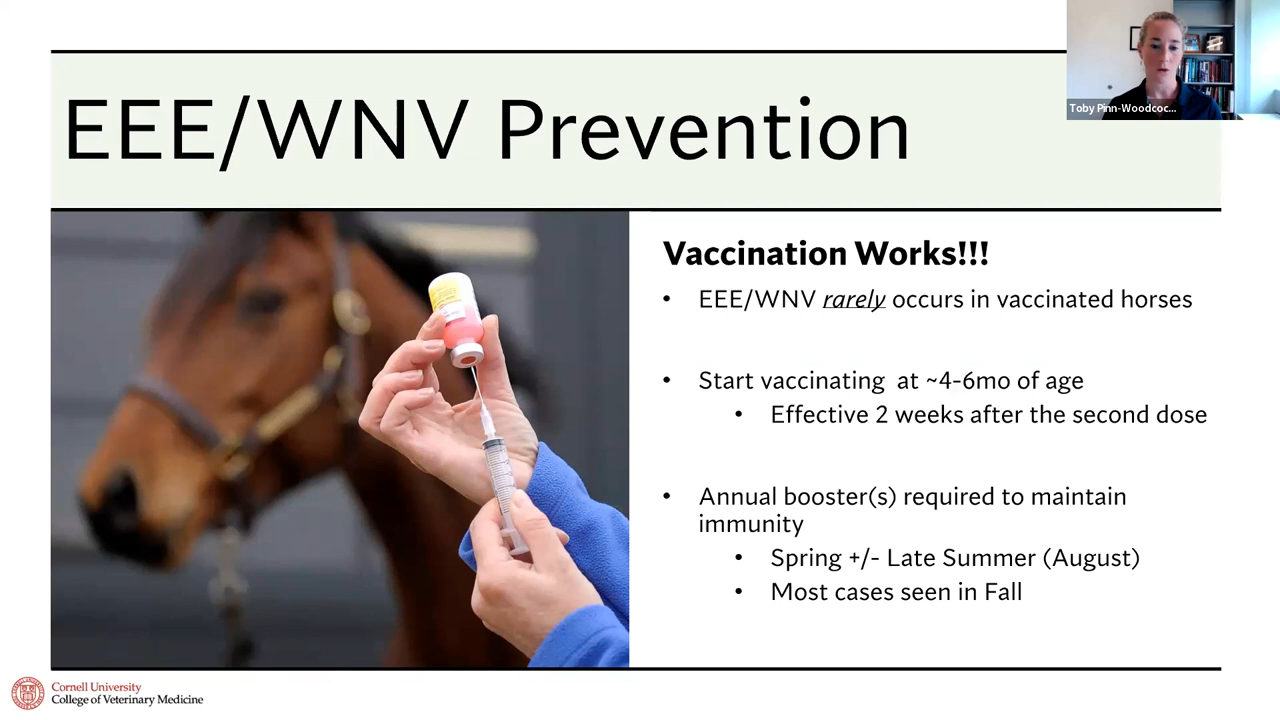 EEE/WNV Prevention
Toby Pinn-Woodcoc...
Vaccination Works!!!
• EEE/WNV rarely occurs in vaccinated horses
• Start vaccinating at ~4-6mo of age
• Effective 2 weeks after the second dose
• Annual booster(s) required to maintain
immunity
• Spring +/- Late Summer (August)
• Most cases seen in Fall
Cornell University
College of Veterinary Medicine